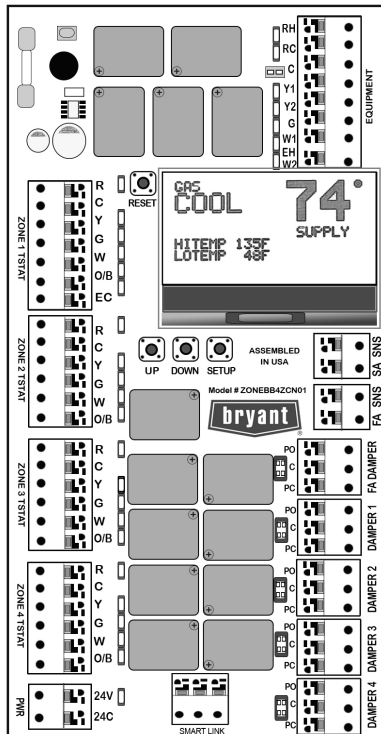 RH
RC
C
Y1
Y2
G
W1
EH
W2
EQUIPMENT
RESET
GAS
COOL
74°
SUPPLY
HITEMP 135F
LOTEMP 48F
ZONE 1 TSTAT
R
C
Y
G
W
O/B
EC
ZONE 2 TSTAT
R
C
Y
G
W
O/B
UP
DOWN
SETUP
ASSEMBLED
IN USA
SA SNS
FA SNS
Model # ZONEBB4ZCN01
bryant
®
ZONE 3 TSTAT
R
C
Y
G
W
O/B
PO
C
PC
FA DAMPER
PO
C
PC
DAMPER 1
ZONE 4 TSTAT
R
C
Y
G
W
O/B
PO
C
PC
DAMPER 2
PO
C
PC
DAMPER 3
PWR
24V
24C
SMART LINK
PO
C
PC
DAMPER 4